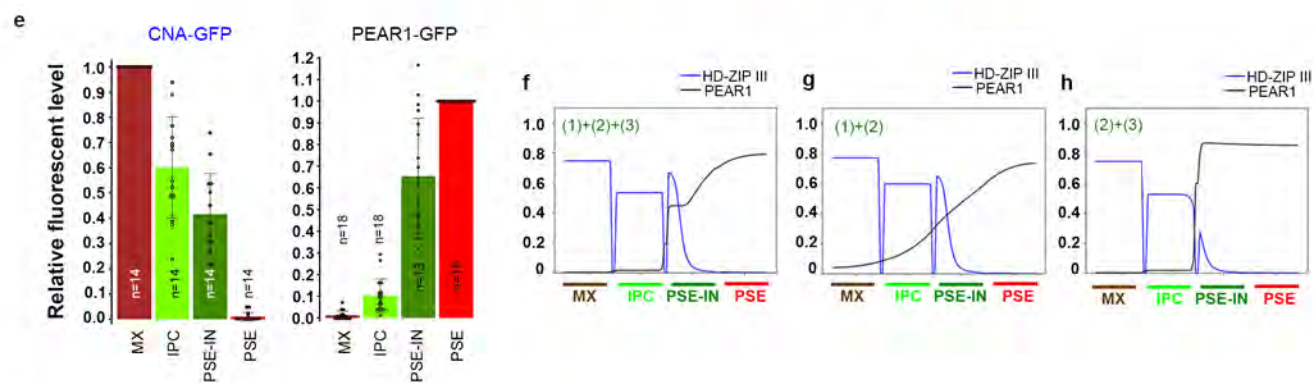 e
CNA-GFP
PEAR1-GFP
Relative fluorescent level
1.0
0.9
0.8
0.7
0.6
0.5
0.4
0.3
0.2
0.1
0.0
n=14
n=14
n=14
n=14
MX
IPC
PSE-IN
PSE
1.2
1.1
1.0
0.9
0.8
0.7
0.6
0.5
0.4
0.3
0.2
0.1
0.0
n=18
n=18
n=18
n=18
MX
IPC
PSE-IN
PSE
f
HD-ZIP III
PEAR1
(1)+(2)+(3)
1.0
0.8
0.6
0.4
0.2
0
MX IPC PSE-IN PSE
g
HD-ZIP III
PEAR1
(1)+(2)
1.0
0.8
0.6
0.4
0.2
0
MX IPC PSE-IN PSE
h
HD-ZIP III
PEAR1
(2)+(3)
1.0
0.8
0.6
0.4
0.2
0
MX IPC PSE-IN PSE